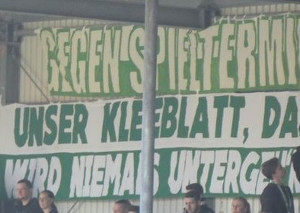 GEGEN SPIELTERMI
UNSER KLEEBLATT, DA
WIRD NIEMALS UNTERGE